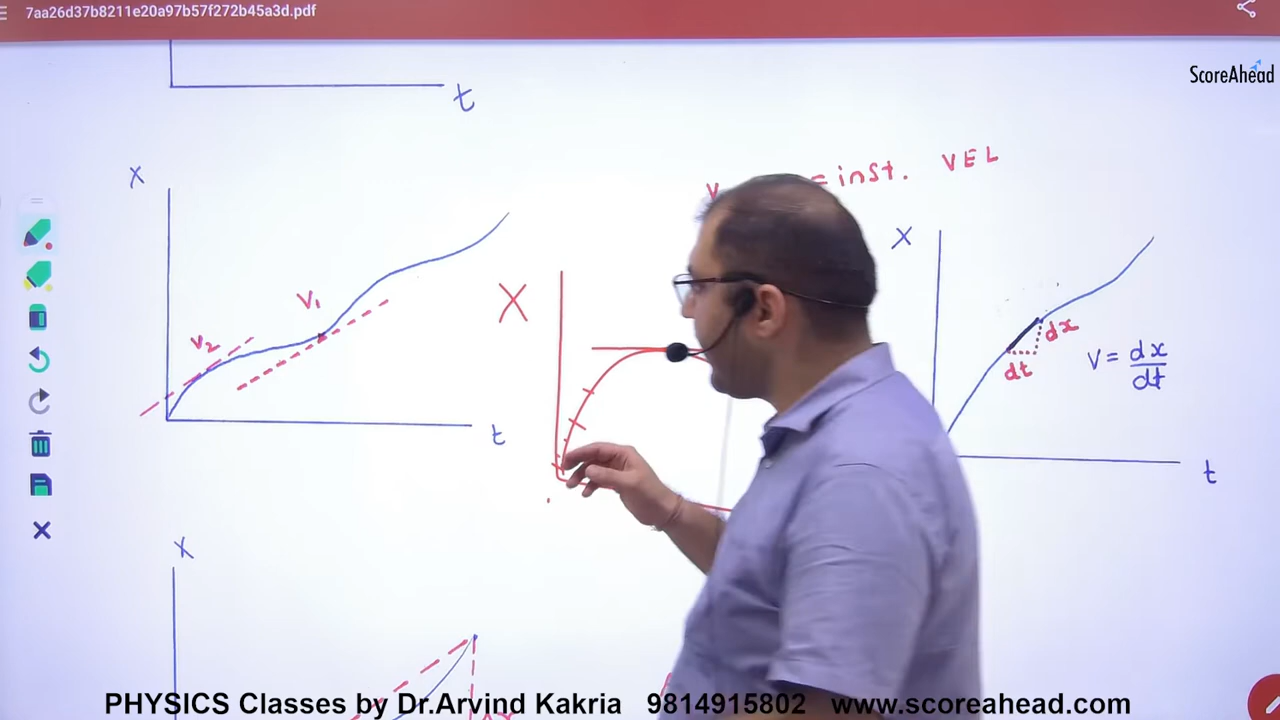 7aa26d37b8211e20a97b57f272b45a3d.pdf
ScoreAhead
t
X
V = inst. VEL
X
V1
X
V2
dx
dt
V = dx/dt
t
t
X
PHYSICS Classes by Dr.Arvind Kakria 9814915802 www.scoreahead.com